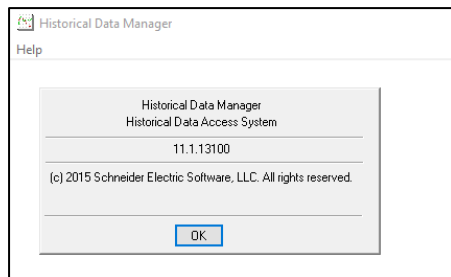 Historical Data Manager
Help
Historical Data Manager
Historical Data Access System
11.1.13100
(c) 2015 Schneider Electric Software, LLC. All rights reserved.
OK